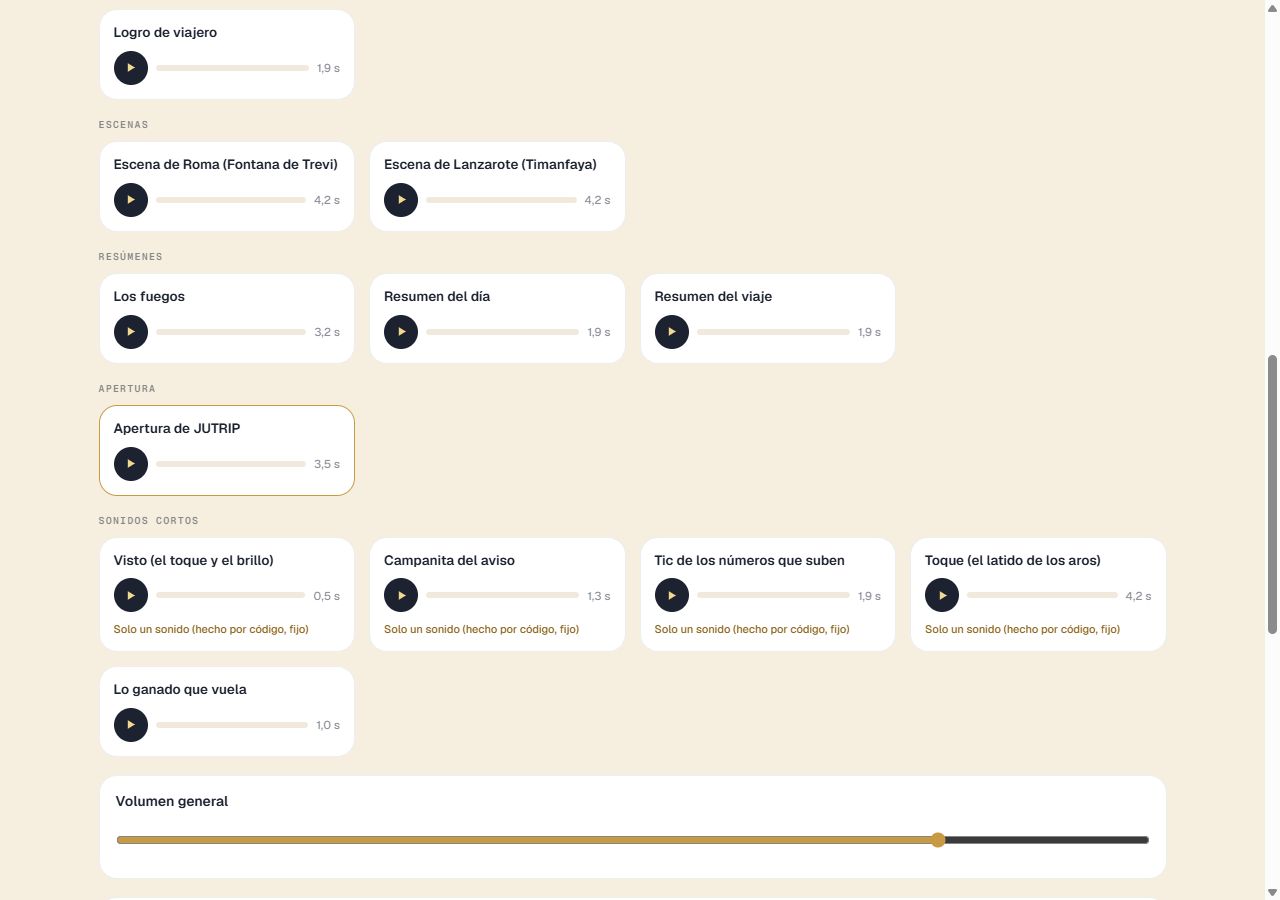 Logro de viajero
1,9 s
ESCENAS
Escena de Roma (Fontana de Trevi)
4,2 s
Escena de Lanzarote (Timanfaya)
4,2 s
RESÚMENES
Los fuegos
3,2 s
Resumen del día
1,9 s
Resumen del viaje
1,9 s
APERTURA
Apertura de JUTRIP
3,5 s
SONIDOS CORTOS
Visto (el toque y el brillo)
0,5 s
Solo un sonido (hecho por código, fijo)
Campanita del aviso
1,3 s
Solo un sonido (hecho por código, fijo)
Tic de los números que suben
1,9 s
Solo un sonido (hecho por código, fijo)
Toque (el latido de los aros)
4,2 s
Solo un sonido (hecho por código, fijo)
Lo ganado que vuela
1,0 s
Volumen general